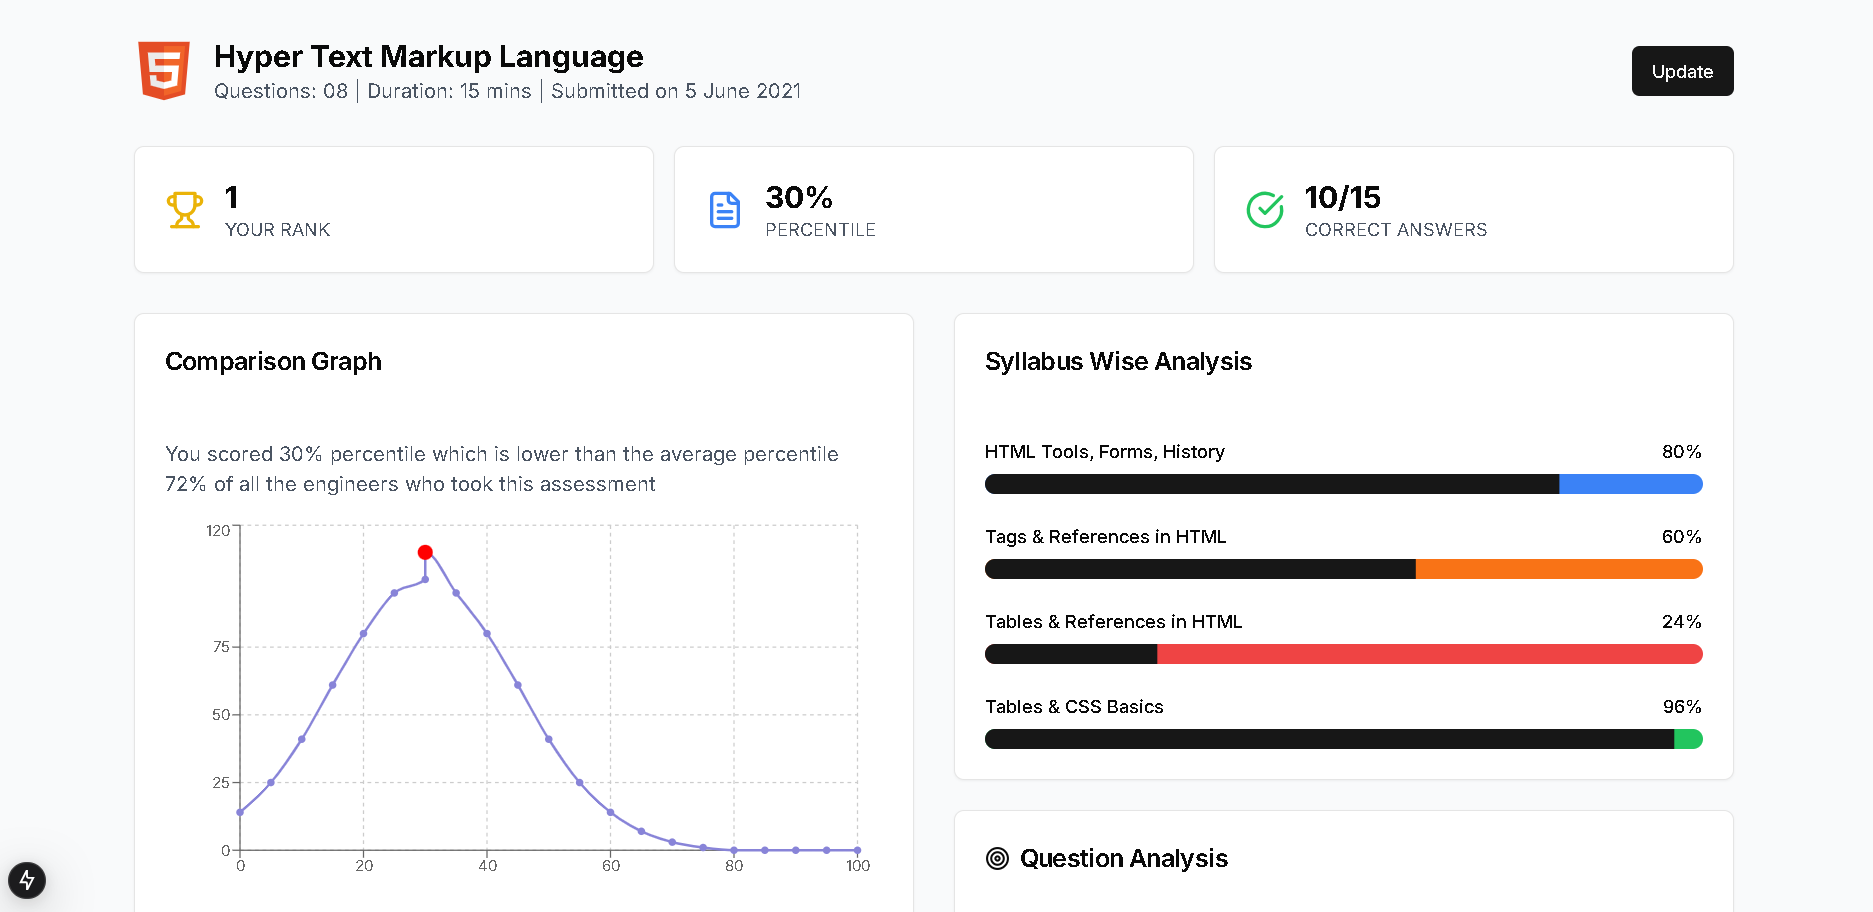 Hyper Text Markup Language
Questions: 08 | Duration: 15 mins | Submitted on 5 June 2021
Update
1
YOUR RANK
30%
PERCENTILE
10/15
CORRECT ANSWERS
Comparison Graph
You scored 30% percentile which is lower than the average percentile
72% of all the engineers who took this assessment
120
75
50
25
0
0 20 40 60 80 100
Syllabus Wise Analysis
HTML Tools, Forms, History 80%
Tags & References in HTML 60%
Tables & References in HTML 24%
Tables & CSS Basics 96%
Question Analysis